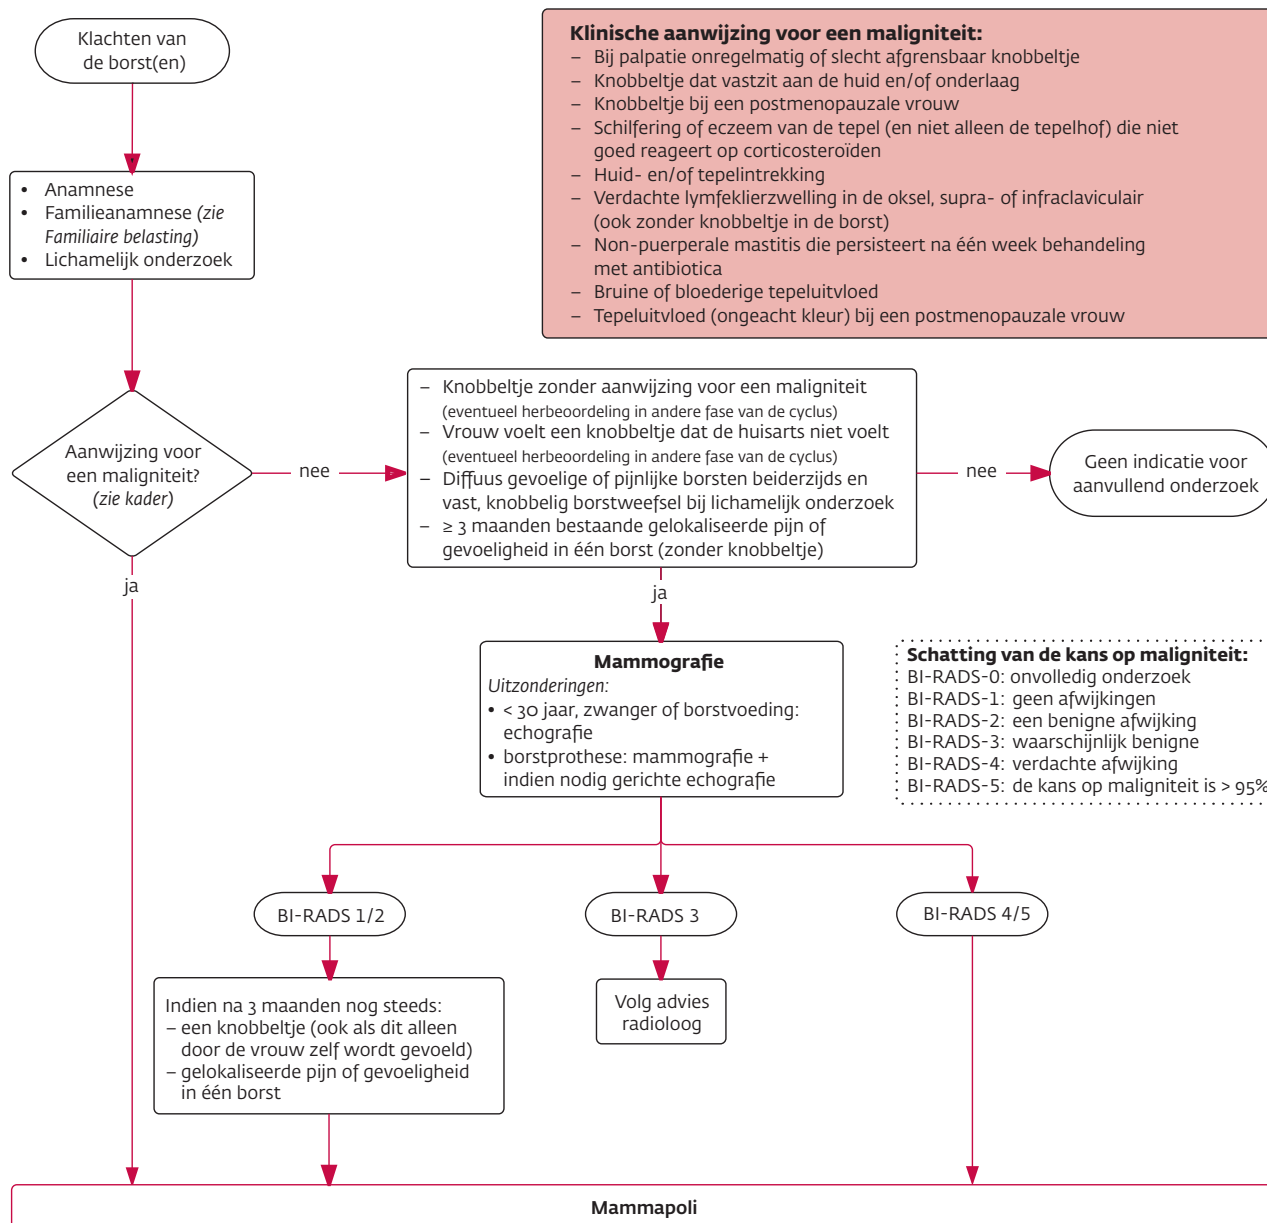 Klachten van
de borst(en)
Klinische aanwijzing voor een maligniteit:
– Bij palpatie onregelmatig of slecht afgrensbaar knobbeltje
– Knobbeltje dat vastzit aan de huid en/of onderlaag
– Knobbeltje bij een postmenopauzale vrouw
– Schilfering of eczeem van de tepel (en niet alleen de tepelhof) die niet
goed reageert op corticosteroïden
– Huid- en/of tepelintrekking
– Verdachte lymfeklierzwelling in de oksel, supra- of infraclaviculair
(ook zonder knobbeltje in de borst)
– Non-puerperale mastitis die persisteert na één week behandeling
met antibiotica
– Bruine of bloederige tepeluitvloed
– Tepeluitvloed (ongeacht kleur) bij een postmenopauzale vrouw
• Anamnese
• Familieanamnese (zie
Familiaire belasting)
• Lichamelijk onderzoek
Aanwijzing voor
een maligniteit?
(zie kader)
nee
– Knobbeltje zonder aanwijzing voor een maligniteit
(eventueel herbeoordeling in andere fase van de cyclus)
– Vrouw voelt een knobbeltje dat de huisarts niet voelt
(eventueel herbeoordeling in andere fase van de cyclus)
– Diffuus gevoelige of pijnlijke borsten beiderzijds en
vast, knobbelig borstweefsel bij lichamelijk onderzoek
– ≥ 3 maanden bestaande gelokaliseerde pijn of
gevoeligheid in één borst (zonder knobbeltje)
nee
Geen indicatie voor
aanvullend onderzoek
ja
ja
Mammografie
Uitzonderingen:
• < 30 jaar, zwanger of borstvoeding:
echografie
• borstprothese: mammografie +
indien nodig gerichte echografie
Schatting van de kans op maligniteit:
BI-RADS-0: onvolledig onderzoek
BI-RADS-1: geen afwijkingen
BI-RADS-2: een benigne afwijking
BI-RADS-3: waarschijnlijk benigne
BI-RADS-4: verdachte afwijking
BI-RADS-5: de kans op maligniteit is > 95%
BI-RADS 1/2
BI-RADS 3
BI-RADS 4/5
Indien na 3 maanden nog steeds:
– een knobbeltje (ook als dit alleen
door de vrouw zelf wordt gevoeld)
– gelokaliseerde pijn of gevoeligheid
in één borst
Volg advies
radioloog
Mammapoli